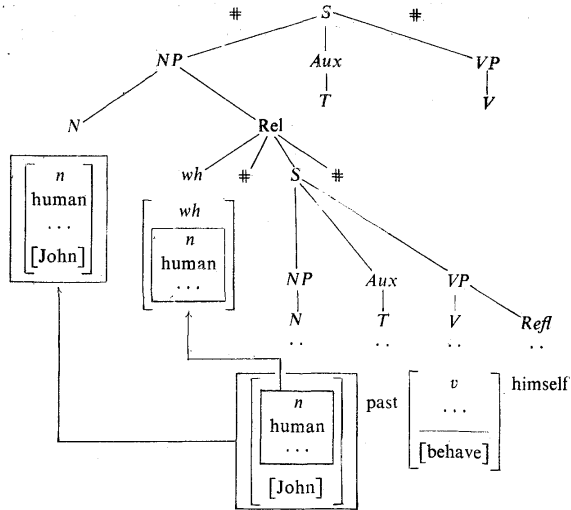 # S #
NP Aux VP
T V
N Rel
n wh # S #
human wh
... n
[John] human
...
NP Aux VP
N T V Refl
.. .. .. ..
n past v himself
human ...
... [behave]
[John]